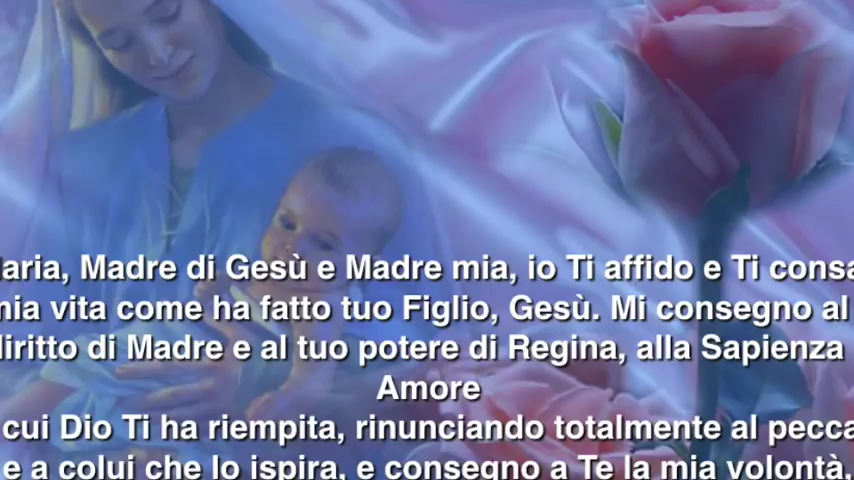 aria, Madre di Gesù e Madre mia, io Ti affido e Ti consa
mia vita come ha fatto tuo Figlio, Gesù. Mi consegno al
diritto di Madre e al tuo potere di Regina, alla Sapienza
Amore
cui Dio Ti ha riempita, rinunciando totalmente al pecca
e a colui che lo ispira, e consegno a Te la mia volontà,